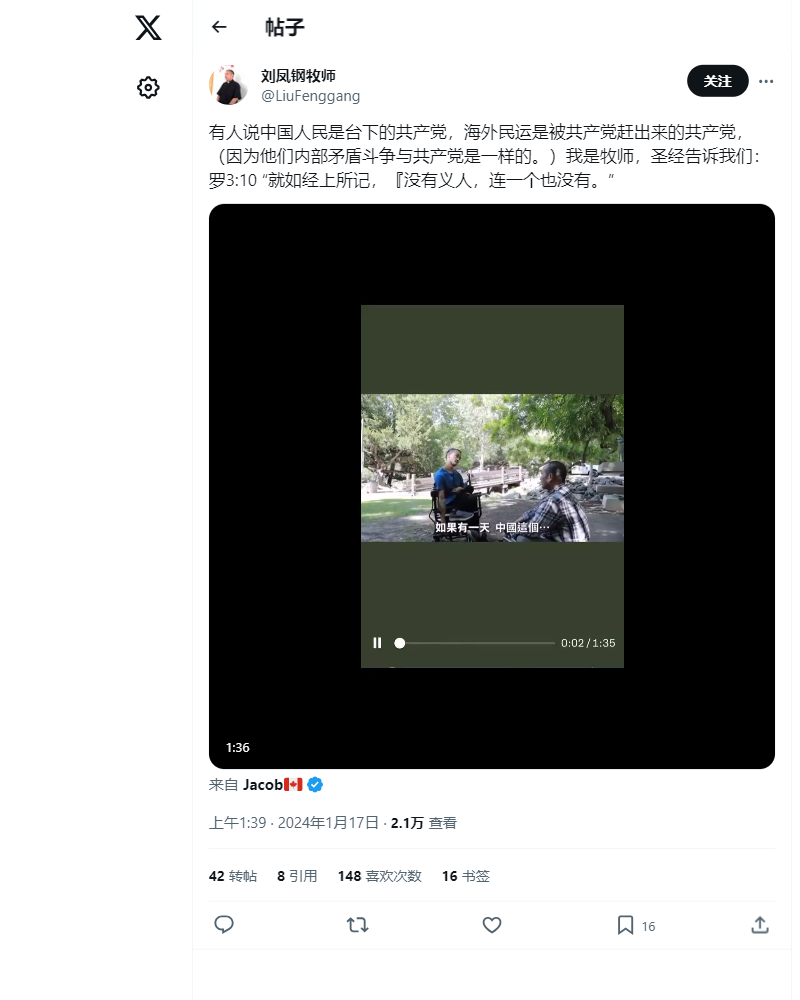 帖子
刘凤钢牧师
@LiuFenggang
关注
有人说中国人民是台下的共产党，海外民运是被共产党赶出来的共产党，
（因为他们内部矛盾斗争与共产党是一样的。）我是牧师，圣经告诉我们：
罗3:10 “就如经上所记，『没有义人，连一个也没有。”
如果有一天 中國這個…
0:02 / 1:35
1:36
来自 Jacob🇨🇦
上午1:39 · 2024年1月17日 · 2.1万 查看
42 转帖 8 引用 148 喜欢次数 16 书签
16